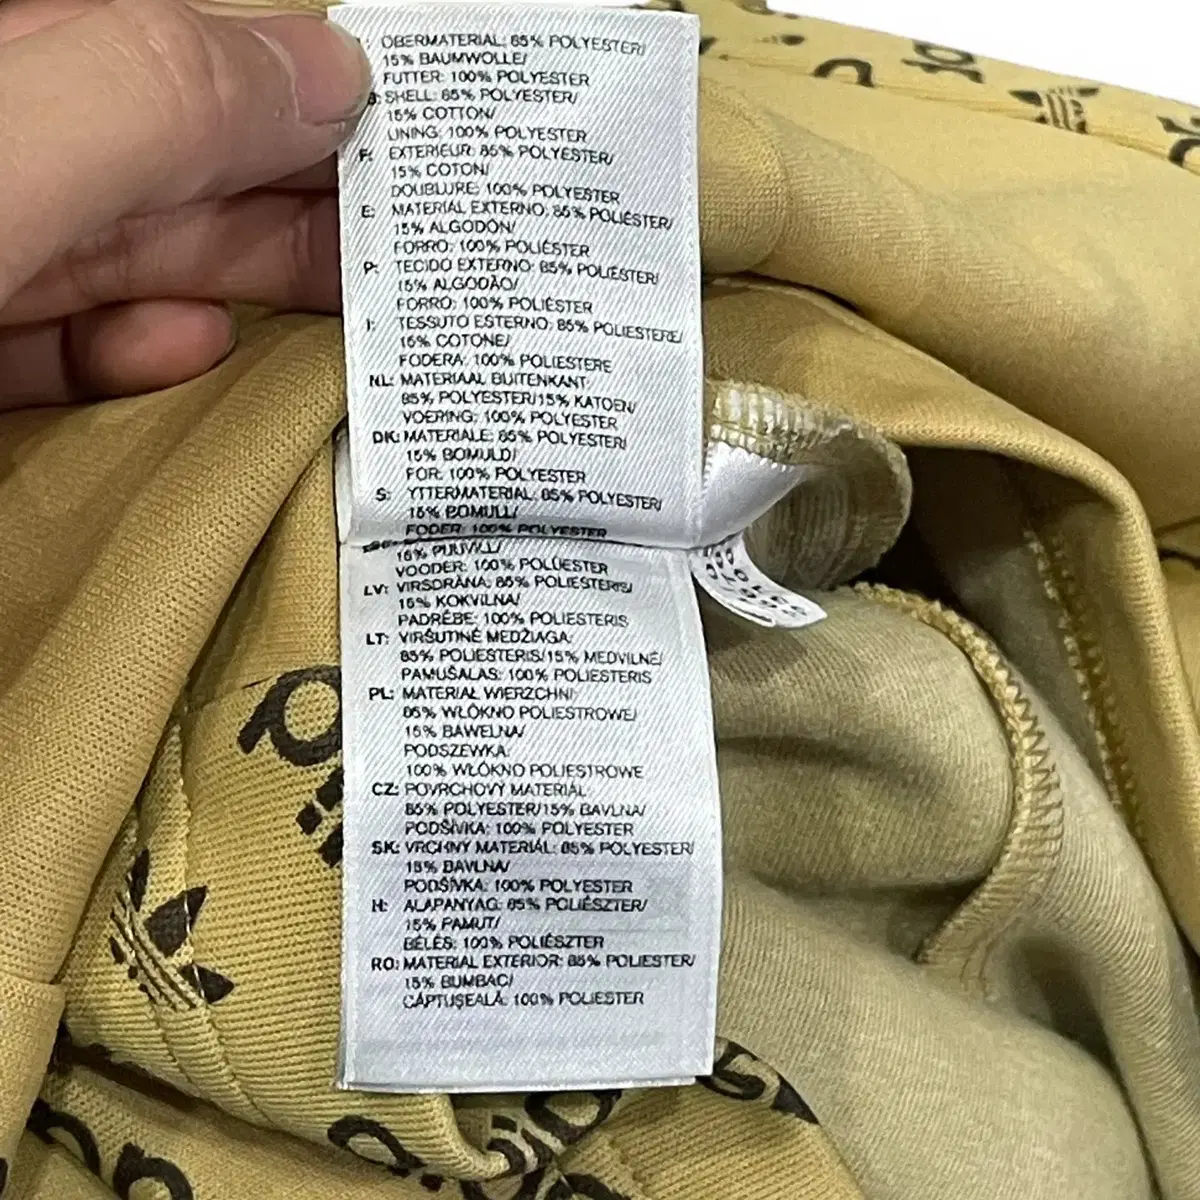 OBERMATERIAL: 85% POLYESTER/
15% BAUMWOLLE/
FUTTER: 100% POLYESTER
SHELL: 85% POLYESTER/
15% COTTON/
LINING: 100% POLYESTER
F: EXTERIEUR: 85% POLYESTER/
15% COTON/
DOUBLURE: 100% POLYESTER
E: MATERIAL EXTERNO: 85% POLIÉSTER/
15% ALGODÓN/
FORRO: 100% POLIÉSTER
P: TECIDO EXTERNO: 85% POLIÉSTER/
15% ALGODÃO/
FORRO: 100% POLIÉSTER
I: TESSUTO ESTERNO: 85% POLIESTERE/
15% COTONE/
FODERA: 100% POLIESTERE
NL: MATERIAAL BUITENKANT:
85% POLYESTER/15% KATOEN/
VOERING: 100% POLYESTER
DK: MATERIALE: 85% POLYESTER/
15% BOMULD/
FOR: 100% POLYESTER
S: YTTERMATERIAL: 85% POLYESTER/
15% BOMULL/
FODER: 100% POLYESTER
15% PUUVILL/
VOODER: 100% POLÜESTER
LV: VIRSDRĀNA: 85% POLIESTERIS/
15% KOKVILNA/
PADRĒBE: 100% POLIESTERIS
LT: VIRŠUTINĖ MEDŽIAGA:
85% POLIESTERIS/15% MEDVILNĖ/
PAMUŠALAS: 100% POLIESTERIS
PL: MATERIAŁ WIERZCHNI:
85% WŁÓKNO POLIESTROWE/
15% BAWEŁNA/
PODSZEWKA:
100% WŁÓKNO POLIESTROWE
CZ: POVRCHOVÝ MATERIÁL:
85% POLYESTER/15% BAVLNA/
PODŠÍVKA: 100% POLYESTER
SK: VRCHNÝ MATERIÁL: 85% POLYESTER/
15% BAVLNA/
PODŠÍVKA: 100% POLYESTER
H: ALAPANYAG: 85% POLIÉSZTER/
15% PAMUT/
BÉLÉS: 100% POLIÉSZTER
RO: MATERIAL EXTERIOR: 85% POLIESTER/
15% BUMBAC/
CĂPTUŞEALĂ: 100% POLIESTER